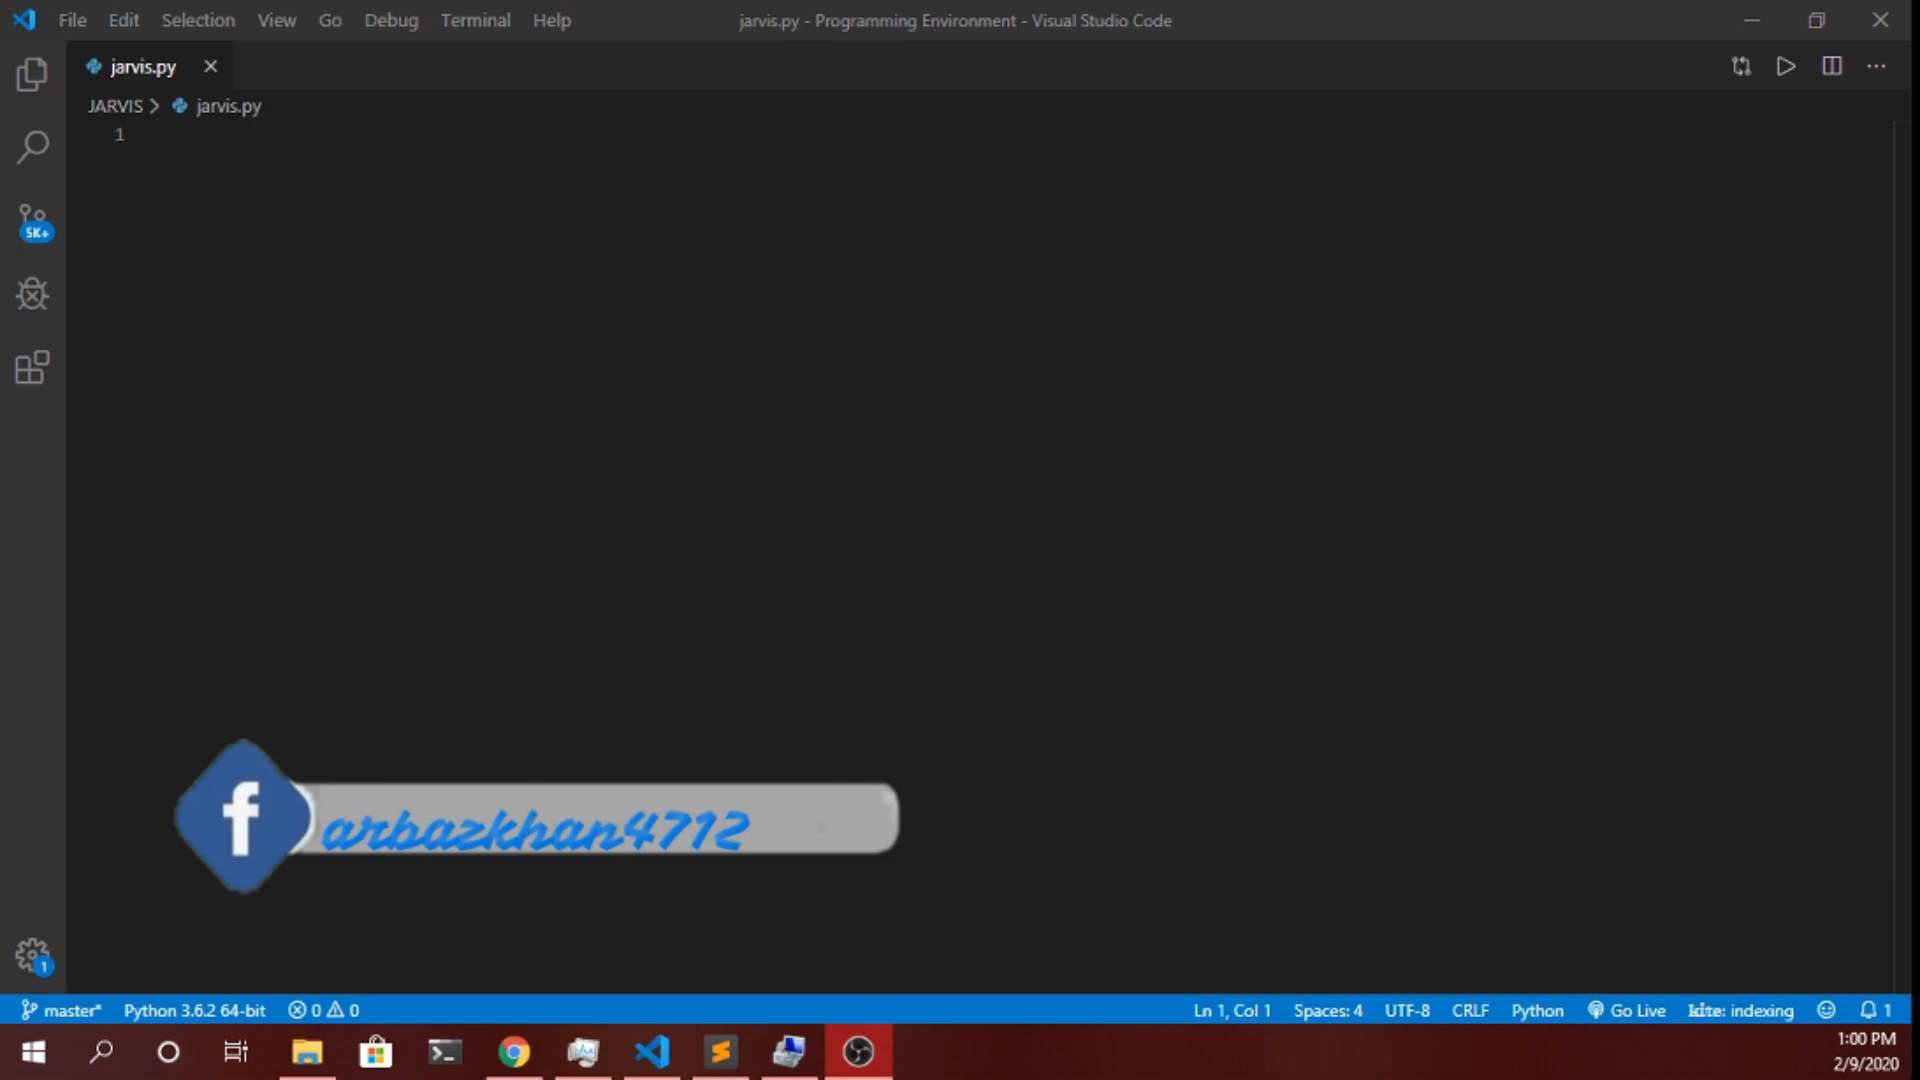 File Edit Selection View Go Debug Terminal Help jarvis.py - Programming Environment - Visual Studio Code
jarvis.py
JARVIS > jarvis.py
1
5K+
f arbazkhan4712
1
master* Python 3.6.2 64-bit 0 0 Ln 1, Col 1 Spaces: 4 UTF-8 CRLF Python Go Live kite: indexing 1
1:00 PM
2/9/2020